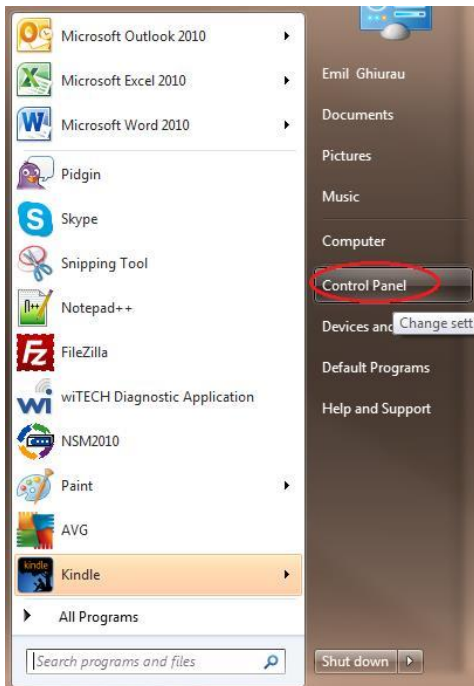 Microsoft Outlook 2010
Microsoft Excel 2010
Microsoft Word 2010
Pidgin
Skype
Snipping Tool
Notepad++
FileZilla
wiTECH Diagnostic Application
NSM2010
Paint
AVG
kindle
Kindle
All Programs
Search programs and files
Emil Ghiurau
Documents
Pictures
Music
Computer
Control Panel
Devices and
Change sett
Default Programs
Help and Support
Shut down